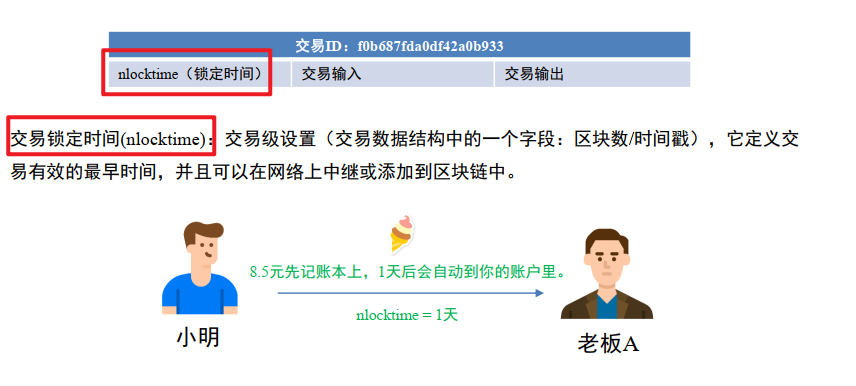 交易ID：f0b687fda0df42a0b933
nlocktime（锁定时间） 交易输入 交易输出
交易锁定时间(nlocktime)：交易级设置（交易数据结构中的一个字段：区块数/时间戳），它定义交
易有效的最早时间，并且可以在网络上中继或添加到区块链中。
8.5元先记账本上，1天后会自动到你的账户里。
nlocktime = 1天
小明
老板A